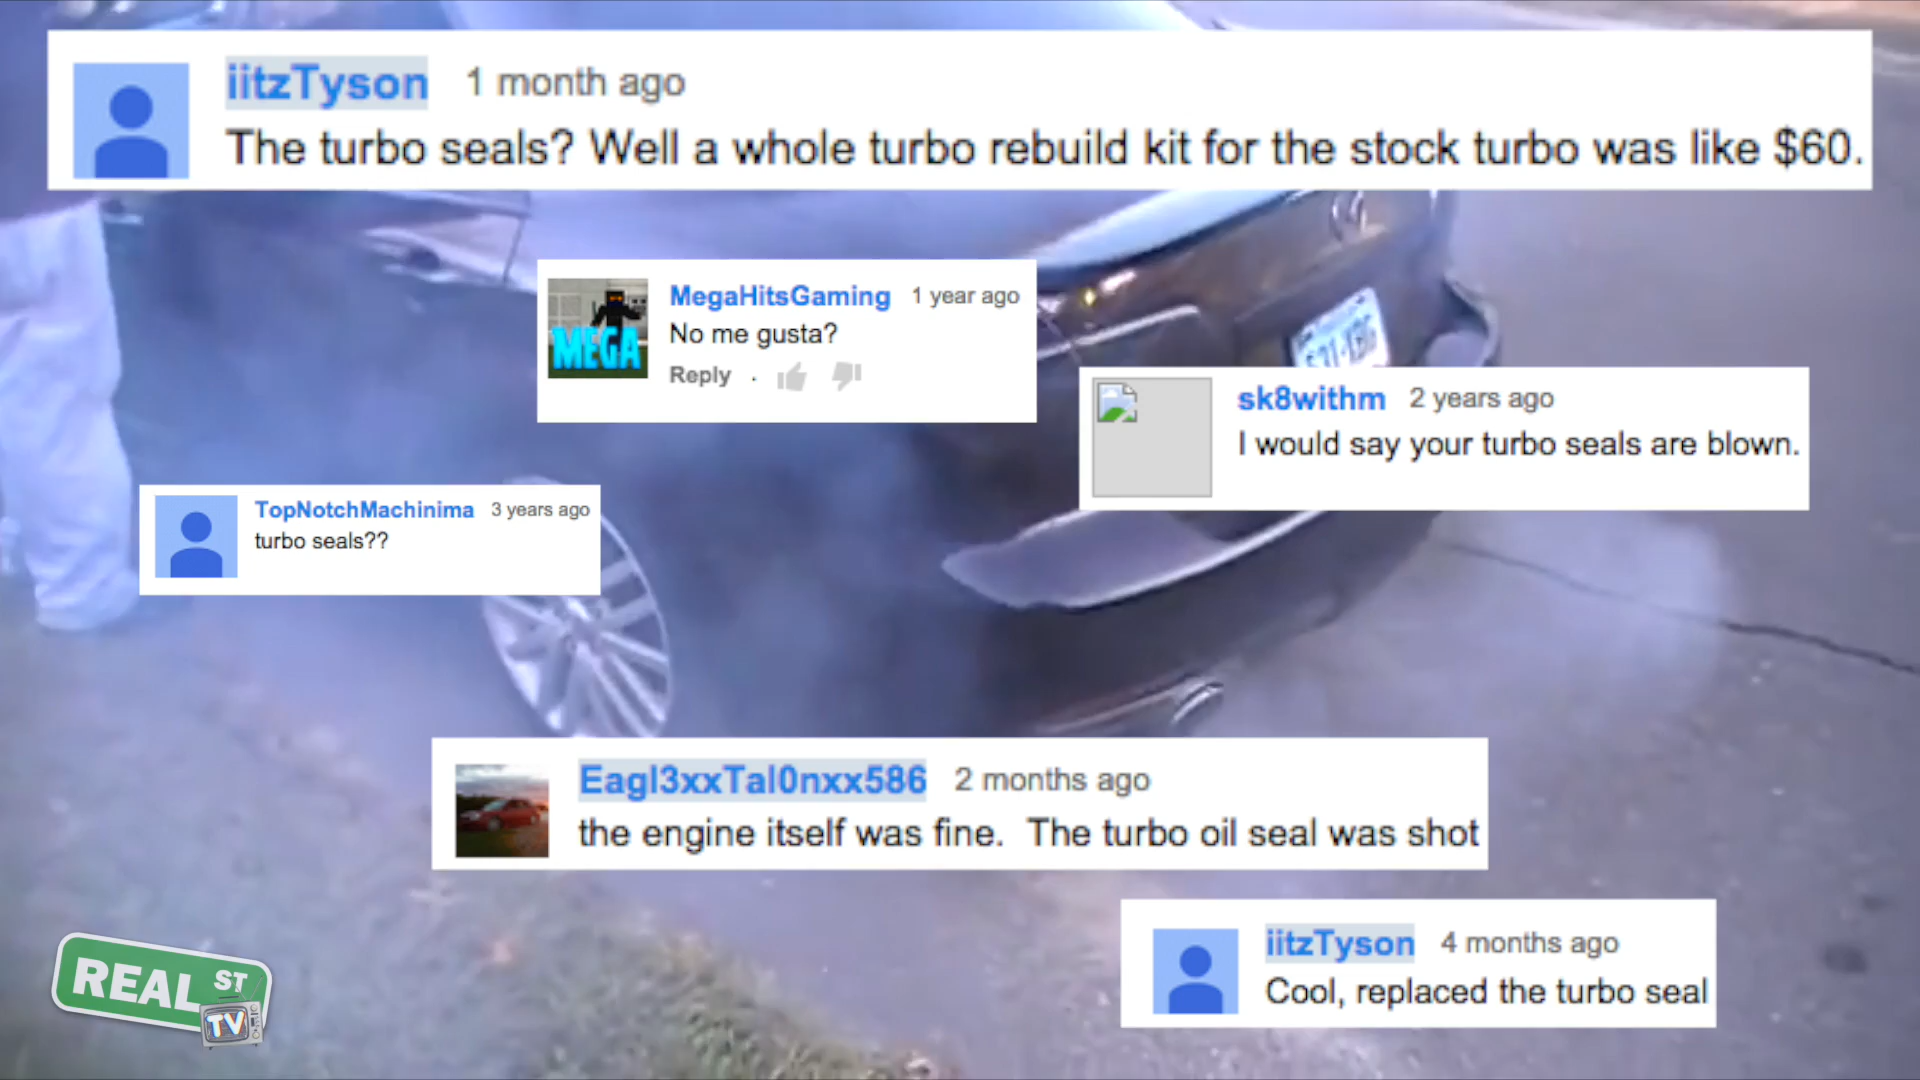 iitzTyson 1 month ago
The turbo seals? Well a whole turbo rebuild kit for the stock turbo was like $60.
MegaHitsGaming 1 year ago
No me gusta?
Reply ·
MEGA
sk8withm 2 years ago
I would say your turbo seals are blown.
TopNotchMachinima 3 years ago
turbo seals??
Eagl3xxTal0nxx586 2 months ago
the engine itself was fine. The turbo oil seal was shot
iitzTyson 4 months ago
Cool, replaced the turbo seal
REAL ST
TV